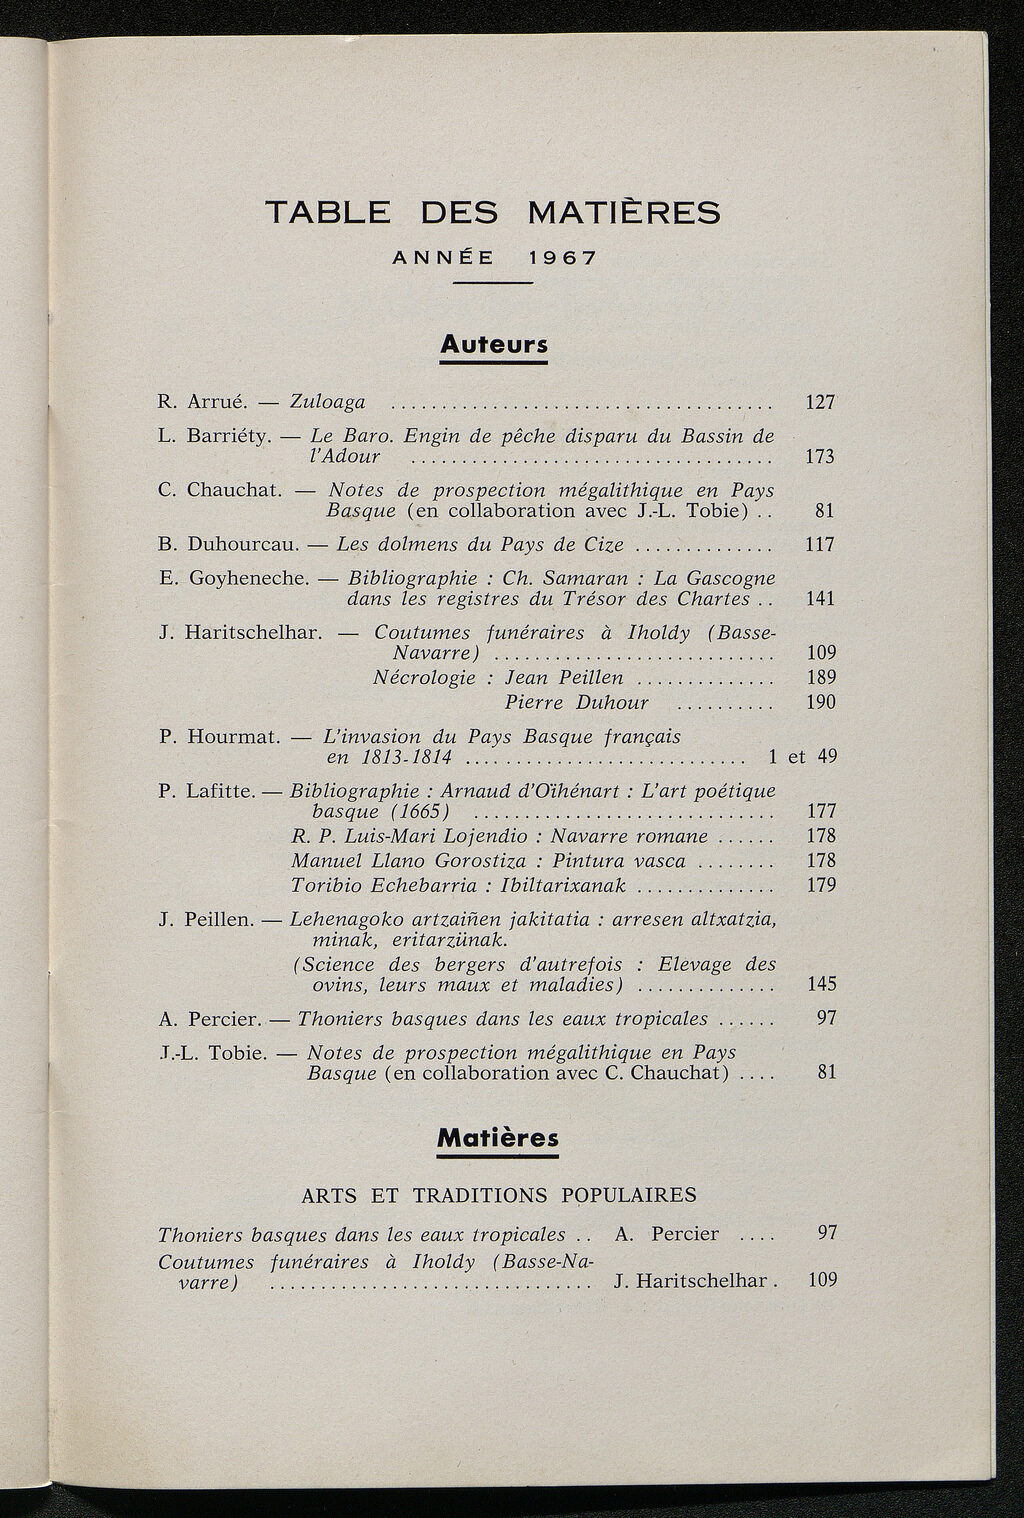 TABLE DES MATIÈRES
ANNÉE 1967
Auteurs
R. Arrué. — Zuloaga ...................................... 127
L. Barriéty. — Le Baro. Engin de pêche disparu du Bassin de
l'Adour .................................... 173
C. Chauchat. — Notes de prospection mégalithique en Pays
Basque (en collaboration avec J.-L. Tobie) .. 81
B. Duhourcau. — Les dolmens du Pays de Cize .............. 117
E. Goyheneche. — Bibliographie : Ch. Samaran : La Gascogne
dans les registres du Trésor des Chartes .. 141
J. Haritschelhar. — Coutumes funéraires à Iholdy (Basse-
Navarre) ............................ 109
Nécrologie : Jean Peillen .............. 189
Pierre Duhour .......... 190
P. Hourmat. — L'invasion du Pays Basque français
en 1813-1814 ............................ 1 et 49
P. Lafitte. — Bibliographie : Arnaud d'Oïhénart : L'art poétique
basque (1665) .............................. 177
R. P. Luis-Mari Lojendio : Navarre romane ...... 178
Manuel Llano Gorostiza : Pintura vasca ........ 178
Toribio Echebarria : Ibiltarixanak .............. 179
J. Peillen. — Lehenagoko artzaiñen jakitatia : arresen altxatzia,
minak, eritarzünak.
(Science des bergers d'autrefois : Elevage des
ovins, leurs maux et maladies) .............. 145
A. Percier. — Thoniers basques dans les eaux tropicales ...... 97
J.-L. Tobie. — Notes de prospection mégalithique en Pays
Basque (en collaboration avec C. Chauchat) .... 81
Matières
ARTS ET TRADITIONS POPULAIRES
Thoniers basques dans les eaux tropicales .. A. Percier .... 97
Coutumes funéraires à Iholdy (Basse-Na-
varre) ................................ J. Haritschelhar . 109